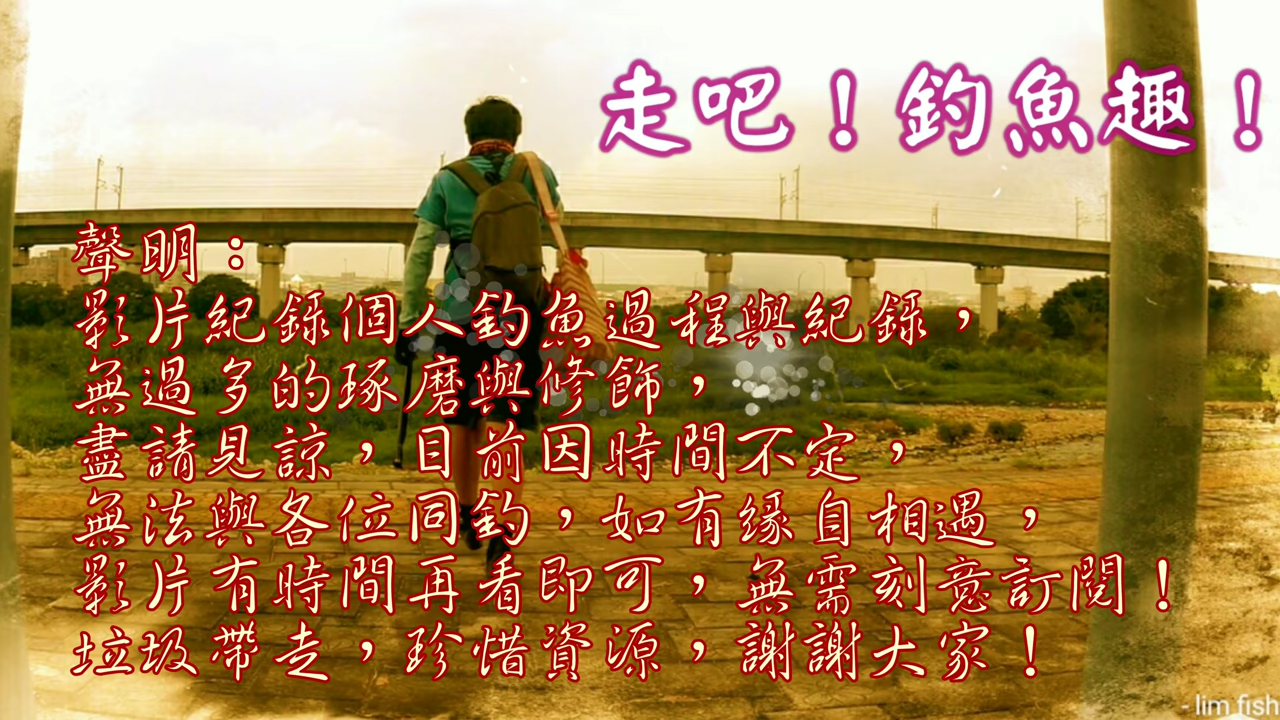 走吧！釣魚趣！
聲明：
影片紀錄個人釣魚過程與紀錄，
無過多的琢磨與修飾，
盡請見諒，目前因時間不定，
無法與各位同釣，如有緣自相遇，
影片有時間再看即可，無需刻意訂閱！
垃圾帶走，珍惜資源，謝謝大家！
- lim fish